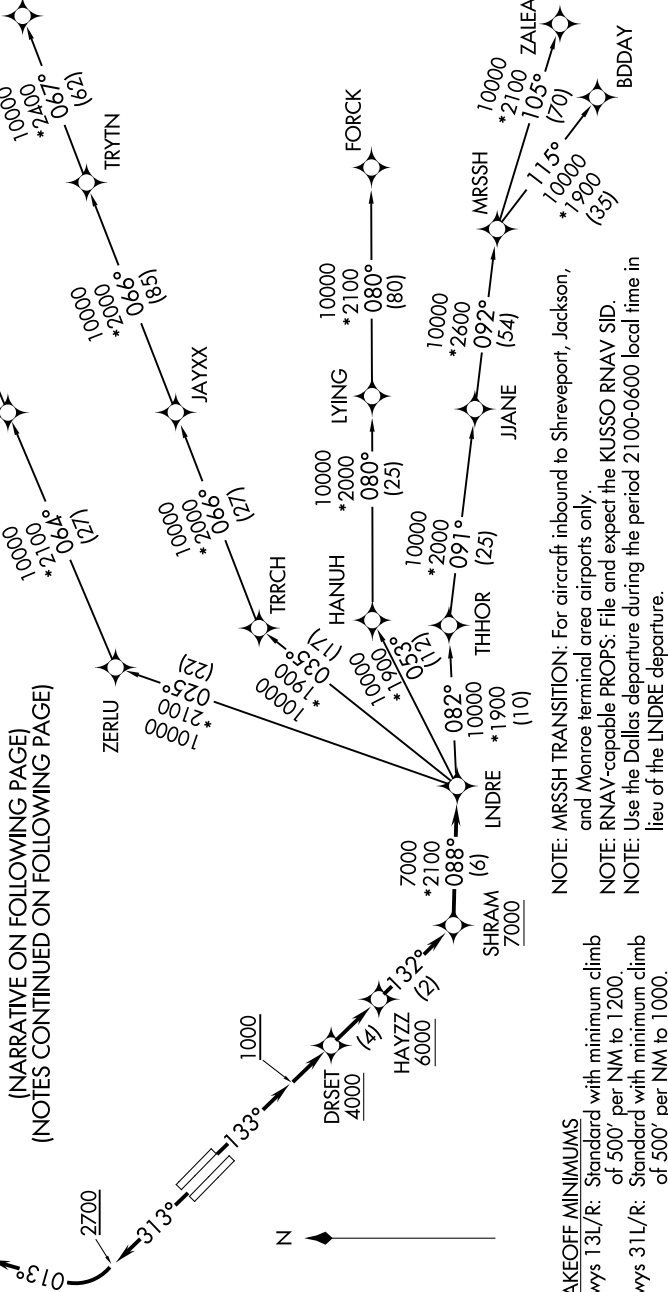 (NARRATIVE ON FOLLOWING PAGE)
(NOTES CONTINUED ON FOLLOWING PAGE)
013°
2700
313°
133°
1000
DRSET
4000
(4)
HAYZZ
6000
132°
(2)
SHRAM
7000
7000
*2100
088°
(6)
LNDRE
10000
*2100
025°
(22)
ZERLU
10000
*2100
064°
(27)
10000
*1900
035°
(17)
TRRCH
10000
*2000
066°
(27)
JAYXX
10000
*2000
066°
(85)
TRYTN
10000
*2400
067°
(62)
10000
*1900
053°
(12)
HANUH
10000
*2000
080°
(25)
LYING
10000
*2100
080°
(80)
FORCK
082°
10000
*1900
(10)
THHOR
10000
*2000
091°
(25)
JJANE
10000
*2600
092°
(54)
MRSSH
10000
*2100
105°
(70)
ZALEA
115°
10000
*1900
(35)
BDDAY
N
NOTE: MRSSH TRANSITION: For aircraft inbound to Shreveport, Jackson,
and Monroe terminal area airports only.
NOTE: RNAV-capable PROPS: File and expect the KUSSO RNAV SID.
NOTE: Use the Dallas departure during the period 2100-0600 local time in
lieu of the LNDRE departure.
AKEOFF MINIMUMS
wys 13L/R: Standard with minimum climb
of 500' per NM to 1200.
wys 31L/R: Standard with minimum climb
of 500' per NM to 1000.